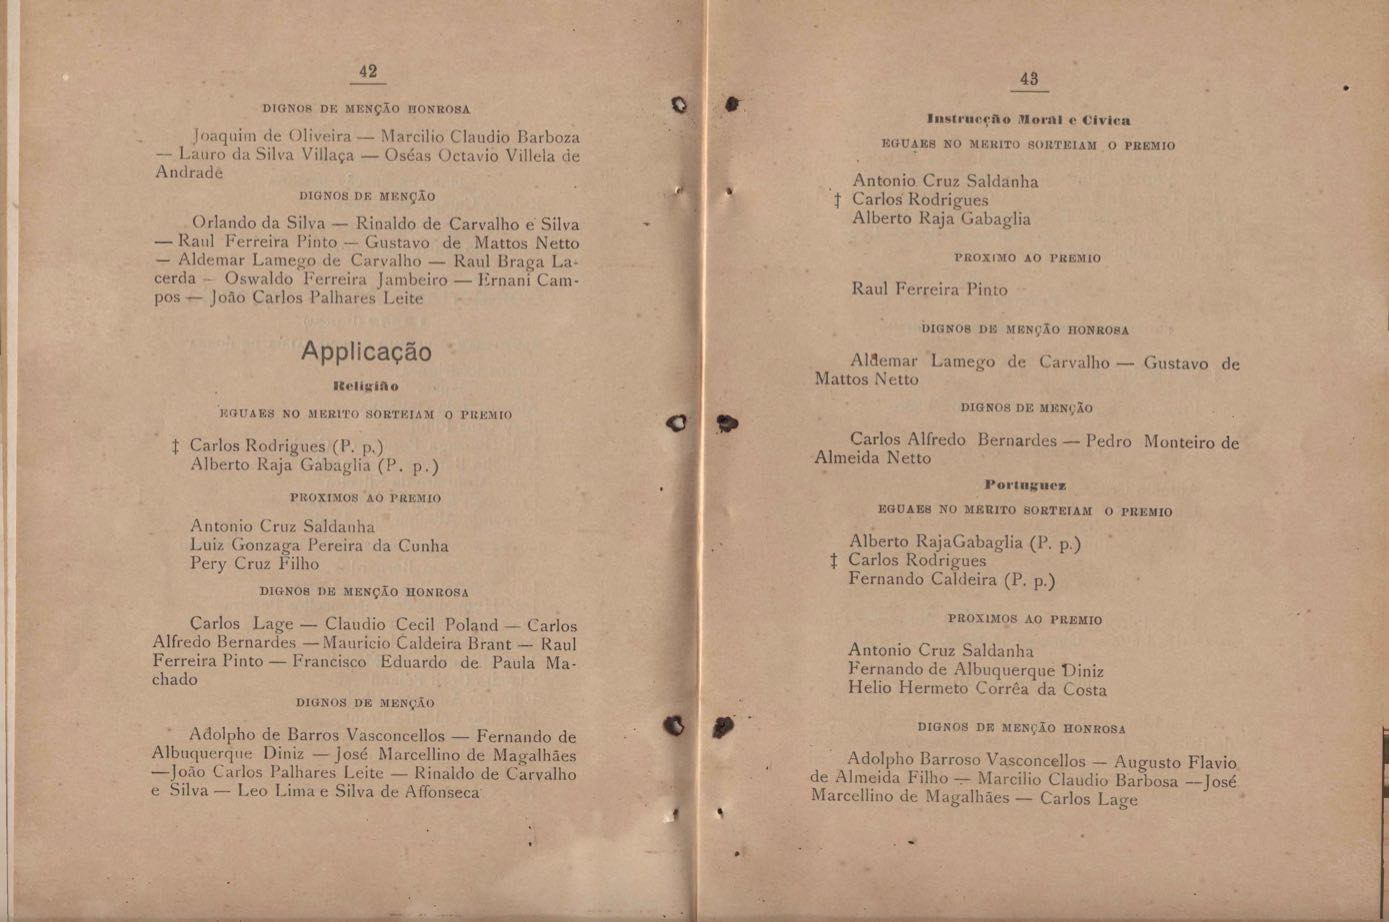 42
DIGNOS DE MENÇÃO HONROSA
Joaquim de Oliveira — Marcilio Claudio Barboza
— Lauro da Silva Villaça — Oséas Octavio Villela de
Andrade
DIGNOS DE MENÇÃO
Orlando da Silva — Rinaldo de Carvalho e Silva
— Raul Ferreira Pinto — Gustavo de Mattos Netto
— Aldemar Lamego de Carvalho — Raul Braga La-
cerda — Oswaldo Ferreira Jambeiro — Ernani Cam-
pos — João Carlos Palhares Leite
Applicação
Religião
EGUAES NO MERITO SORTEIAM O PREMIO
‡ Carlos Rodrigues (P. p.)
Alberto Raja Gabaglia (P. p.)
PROXIMOS AO PREMIO
Antonio Cruz Saldanha
Luiz Gonzaga Pereira da Cunha
Pery Cruz Filho
DIGNOS DE MENÇÃO HONROSA
Carlos Lage — Claudio Cecil Poland — Carlos
Alfredo Bernardes — Mauricio Caldeira Brant — Raul
Ferreira Pinto — Francisco Eduardo de Paula Ma-
chado
DIGNOS DE MENÇÃO
Adolpho de Barros Vasconcellos — Fernando de
Albuquerque Diniz — José Marcellino de Magalhães
—João Carlos Palhares Leite — Rinaldo de Carvalho
e Silva — Leo Lima e Silva de Affonseca
43
Instrucção Moral e Civica
EGUAES NO MERITO SORTEIAM O PREMIO
Antonio Cruz Saldanha
‡ Carlos Rodrigues
Alberto Raja Gabaglia
PROXIMO AO PREMIO
Raul Ferreira Pinto
DIGNOS DE MENÇÃO HONROSA
Aldemar Lamego de Carvalho — Gustavo de
Mattos Netto
DIGNOS DE MENÇÃO
Carlos Alfredo Bernardes — Pedro Monteiro de
Almeida Netto
Portuguez
EGUAES NO MERITO SORTEIAM O PREMIO
Alberto RajaGabaglia (P. p.)
‡ Carlos Rodrigues
Fernando Caldeira (P. p.)
PROXIMOS AO PREMIO
Antonio Cruz Saldanha
Fernando de Albuquerque Diniz
Helio Hermeto Corrêa da Costa
DIGNOS DE MENÇÃO HONROSA
Adolpho Barroso Vasconcellos — Augusto Flavio
de Almeida Filho — Marcilio Claudio Barbosa —José
Marcellino de Magalhães — Carlos Lage